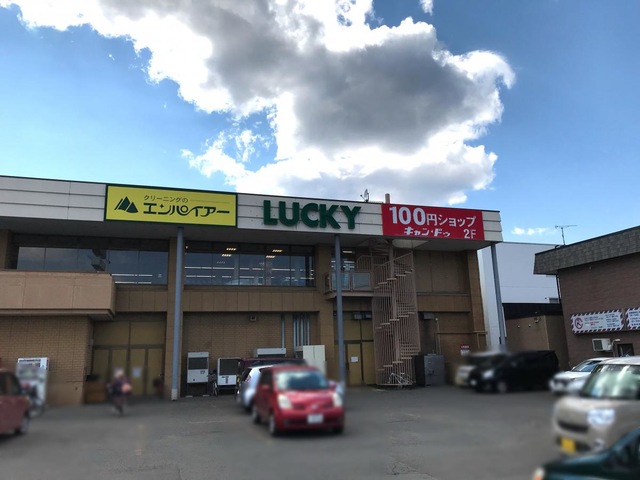 クリーニングの
エンパイアー
LUCKY
100円ショップ
キャン・ドゥ 2F